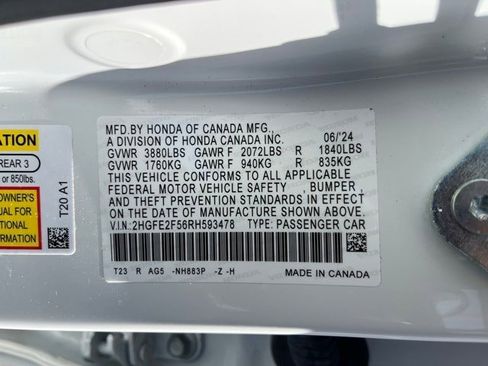 MFD.BY HONDA OF CANADA MFG., 06/'24
A DIVISION OF HONDA CANADA INC.
GVWR 3880LBS GAWR F 2072LBS R 1840LBS
GVWR 1760KG GAWR F 940KG R 835KG
THIS VEHICLE CONFORMS TO ALL APPLICABLE
FEDERAL MOTOR VEHICLE SAFETY , BUMPER ,
AND THEFT PREVENTION STANDARDS IN EFFECT ON
THE DATE OF MANUFACTURE SHOWN ABOVE.
V.I.N.:2HGFE2F56RH593478 TYPE: PASSENGER CAR
T23 R AG5 -NH883P -Z -H MADE IN CANADA
ATION
REAR 3
or 850lbs.
OWNER'S
UAL FOR
TIONAL
FORMATION
T20 A1